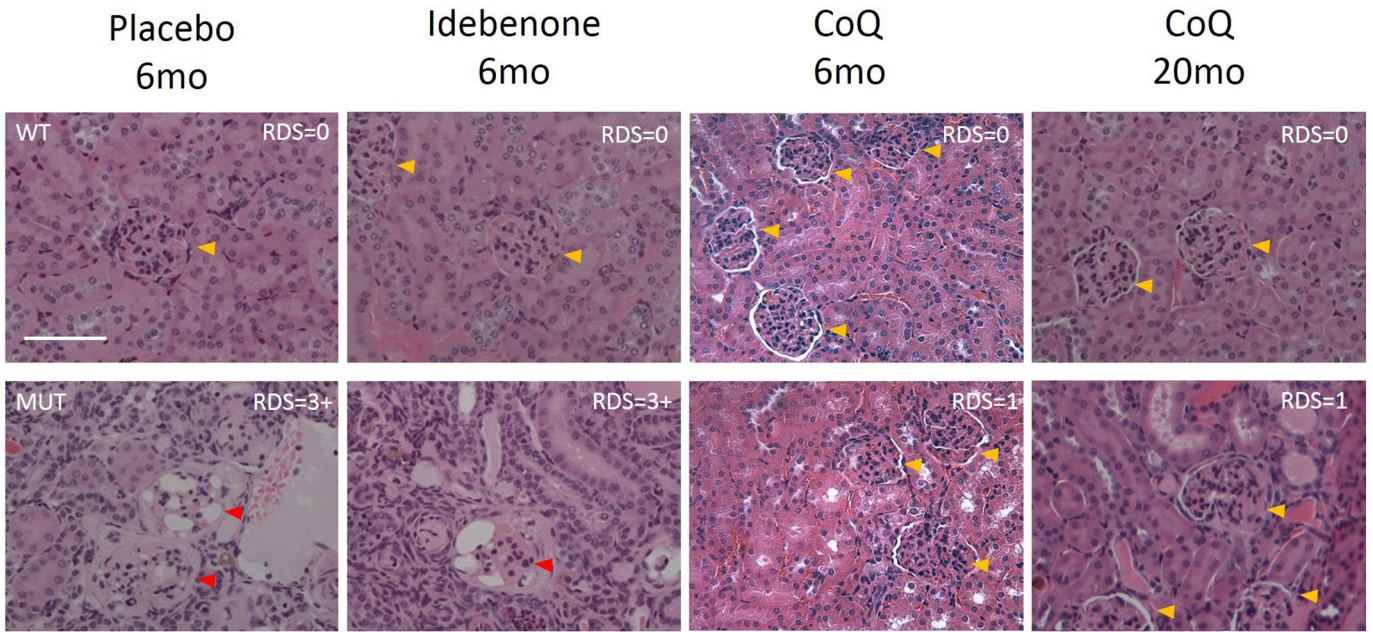 Placebo
6mo
Idebenone
6mo
CoQ
6mo
CoQ
20mo
WT
RDS=0
RDS=0
RDS=0
RDS=0
MUT
RDS=3+
RDS=3+
RDS=1
RDS=1